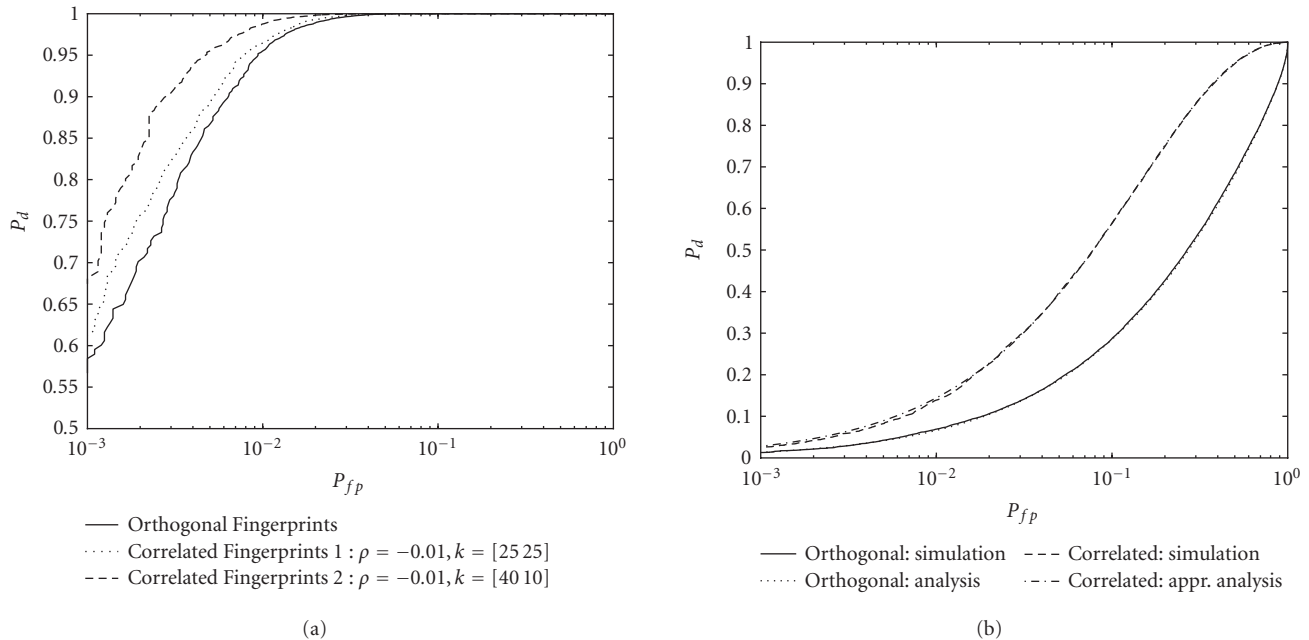 1
0.95
0.9
0.85
0.8
0.75
0.7
0.65
0.6
0.55
0.5
P_d
10^−3
10^−2
10^−1
10^0
P_fp
Orthogonal Fingerprints
Correlated Fingerprints 1 : ρ = −0.01, k = [25 25]
Correlated Fingerprints 2 : ρ = −0.01, k = [40 10]
(a)
1
0.9
0.8
0.7
0.6
0.5
0.4
0.3
0.2
0.1
0
P_d
10^−3
10^−2
10^−1
10^0
P_fp
Orthogonal: simulation
Orthogonal: analysis
Correlated: simulation
Correlated: appr. analysis
(b)